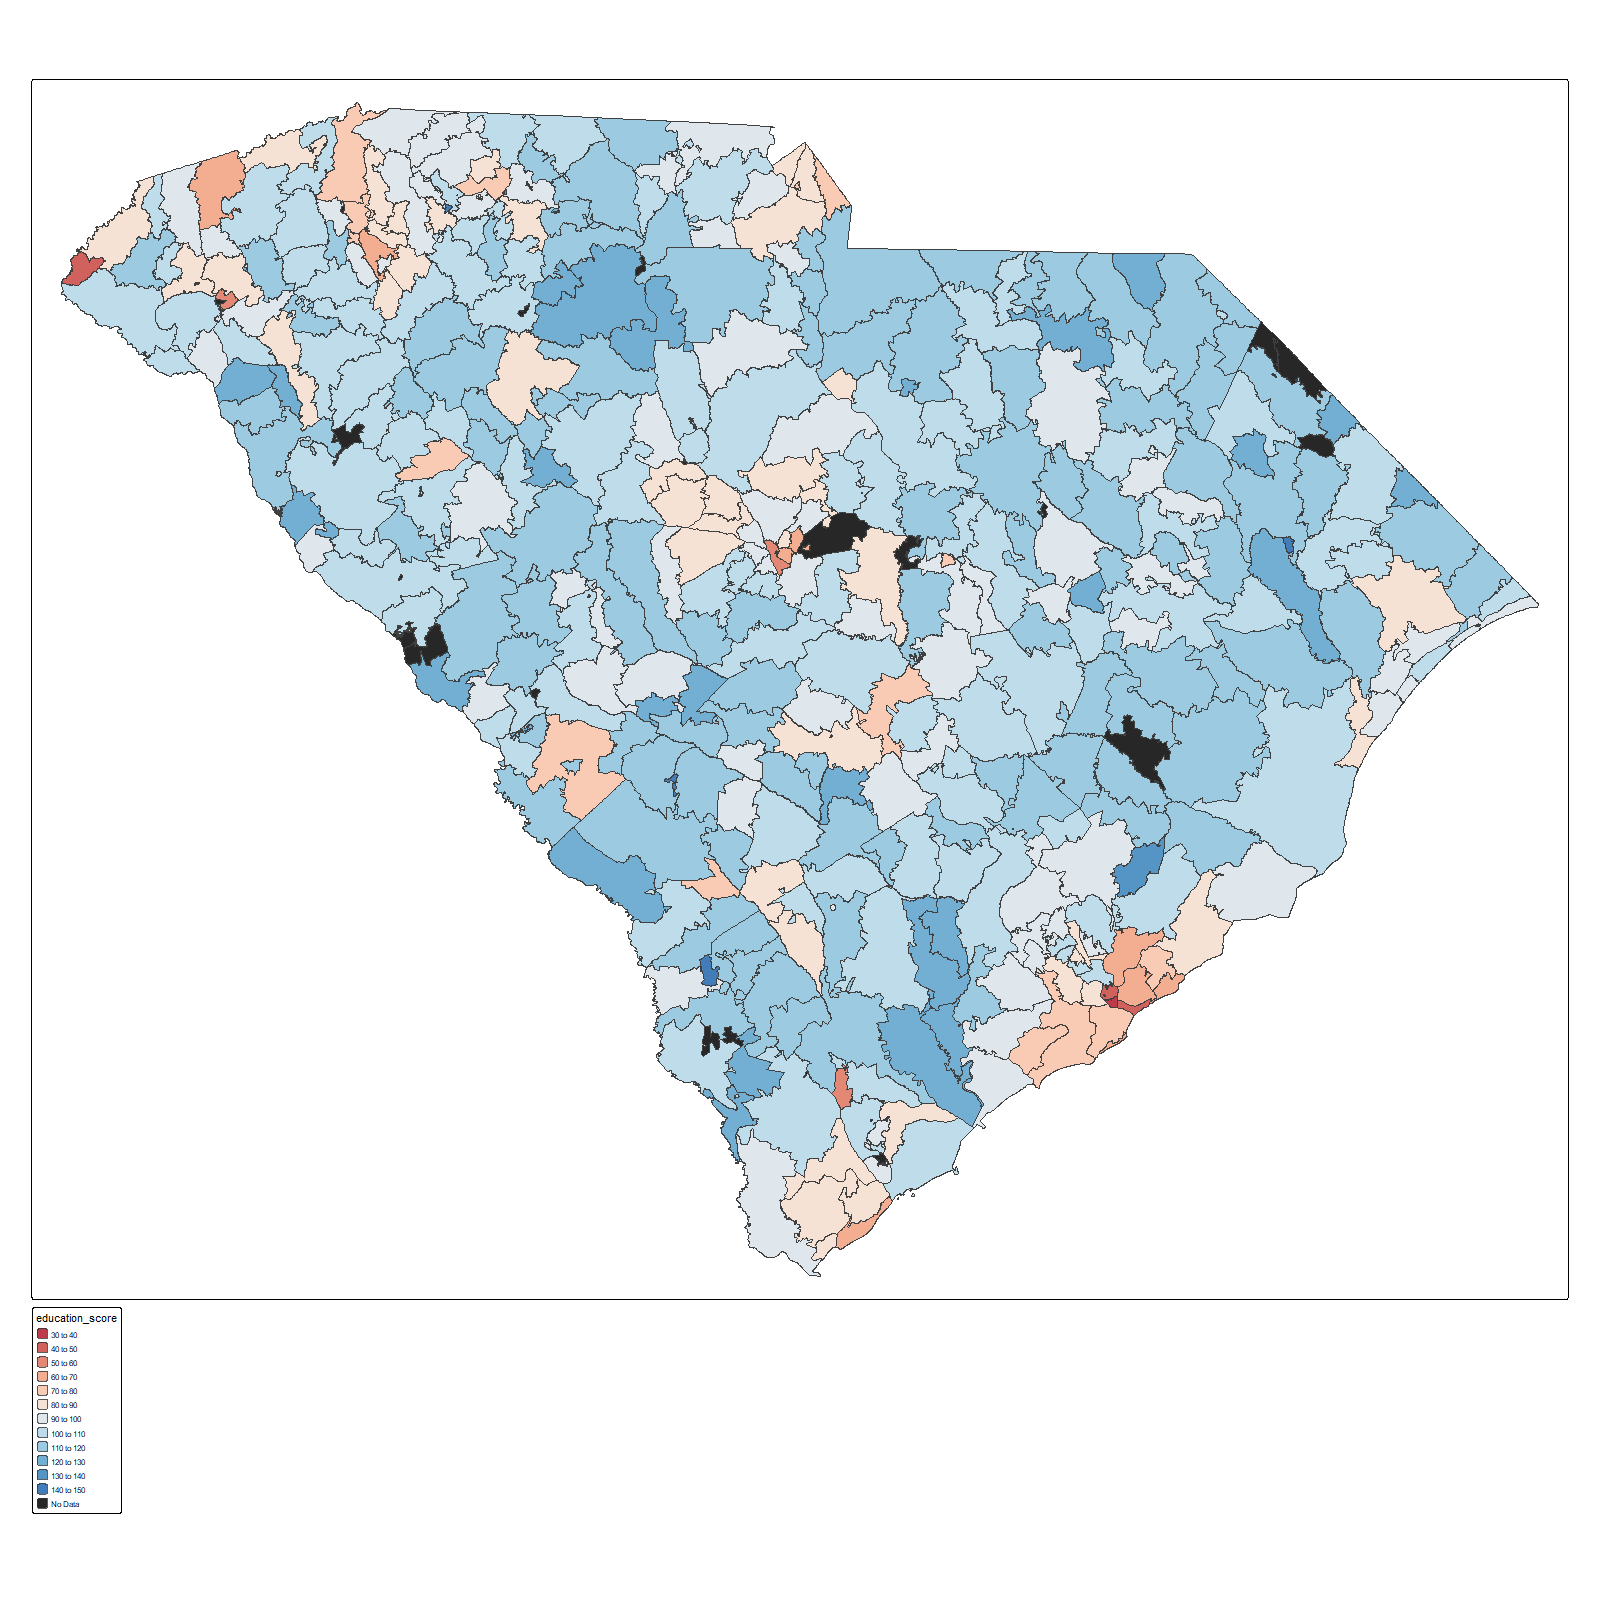 education_score
30 to 40
40 to 50
50 to 60
60 to 70
70 to 80
80 to 90
90 to 100
100 to 110
110 to 120
120 to 130
130 to 140
140 to 150
No Data